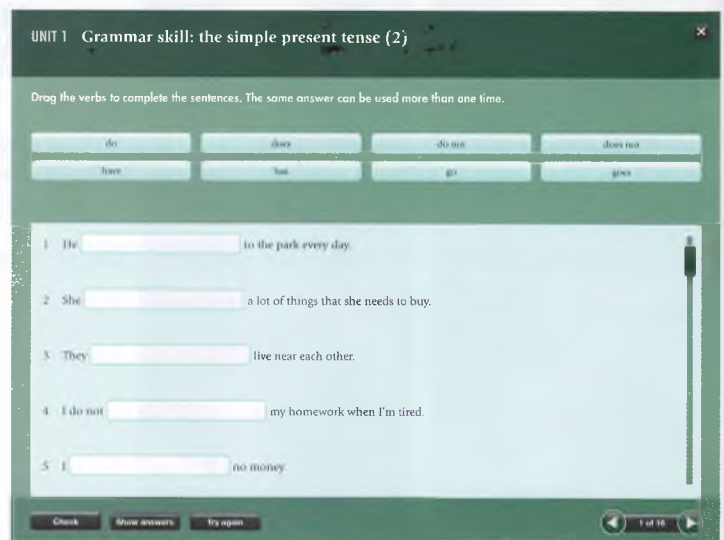 UNIT 1 Grammar skill: the simple present tense (2)
Drag the verbs to complete the sentences. The same answer can be used more than one time.
do does do not does not
have has go goes
1 He to the park every day.
2 She a lot of things that she needs to buy.
3 They live near each other.
4 I do not my homework when I'm tired.
5 I no money.
Check Show answers Try again 1 of 16